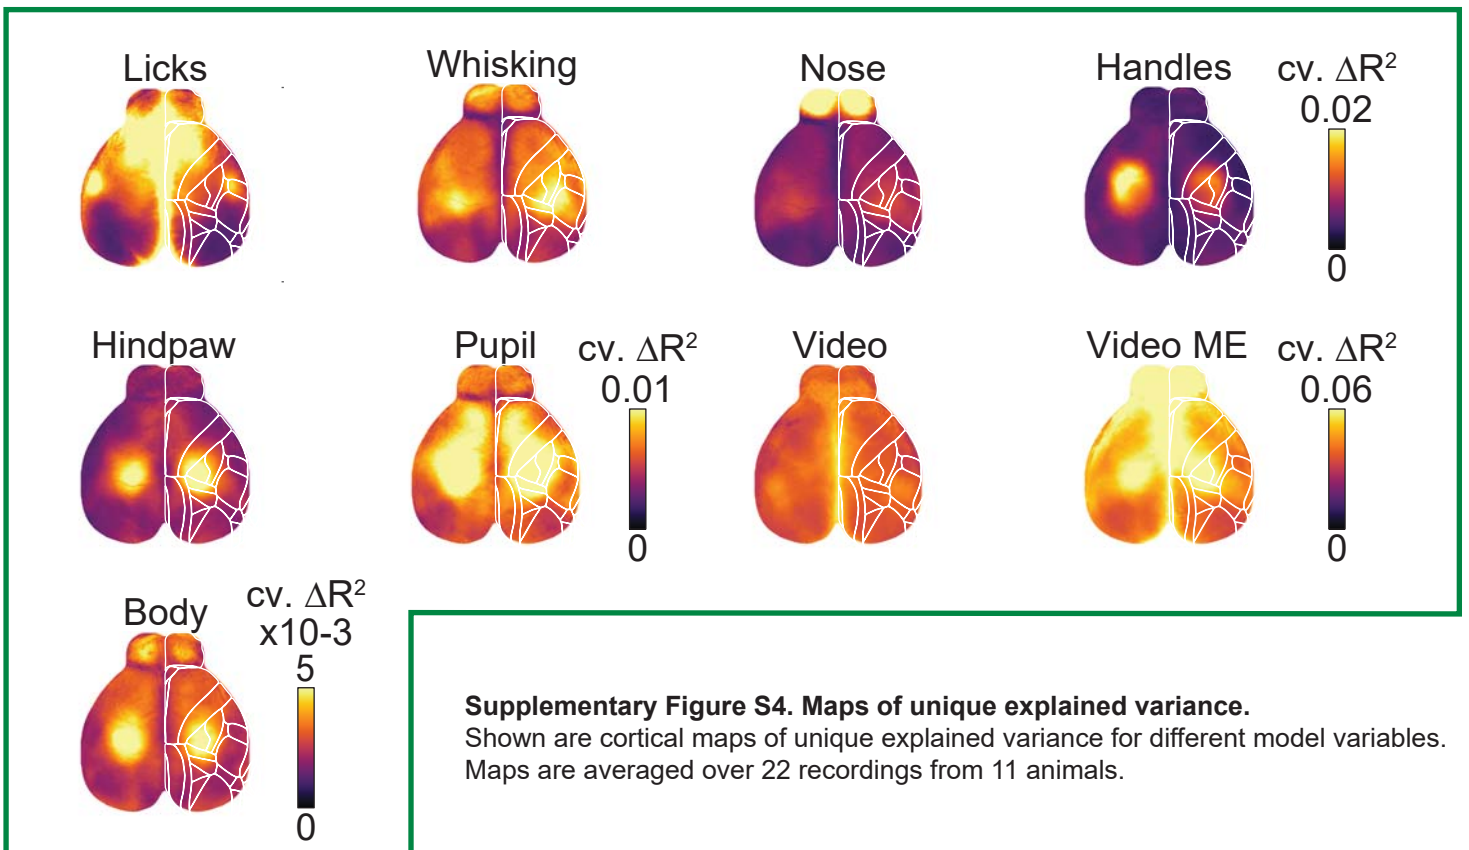 Licks
Whisking
Nose
Handles
cv. ΔR²
0.02
0
Hindpaw
Pupil
cv. ΔR²
0.01
0
Video
Video ME
cv. ΔR²
0.06
0
Body
cv. ΔR²
x10-3
5
0
Supplementary Figure S4. Maps of unique explained variance.
Shown are cortical maps of unique explained variance for different model variables.
Maps are averaged over 22 recordings from 11 animals.